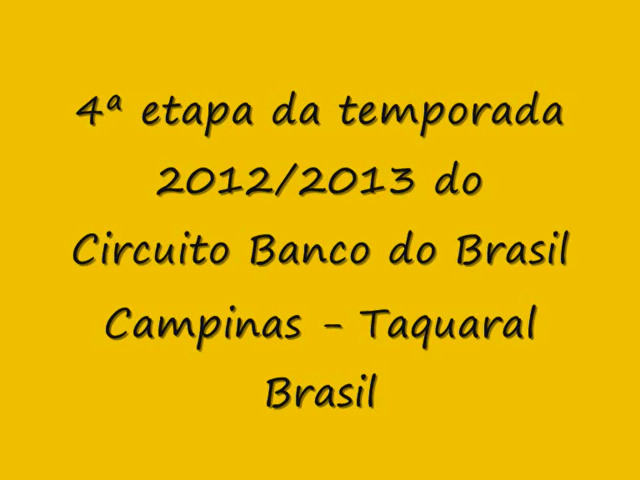 4ª etapa da temporada
2012/2013 do
Circuito Banco do Brasil
Campinas - Taquaral
Brasil